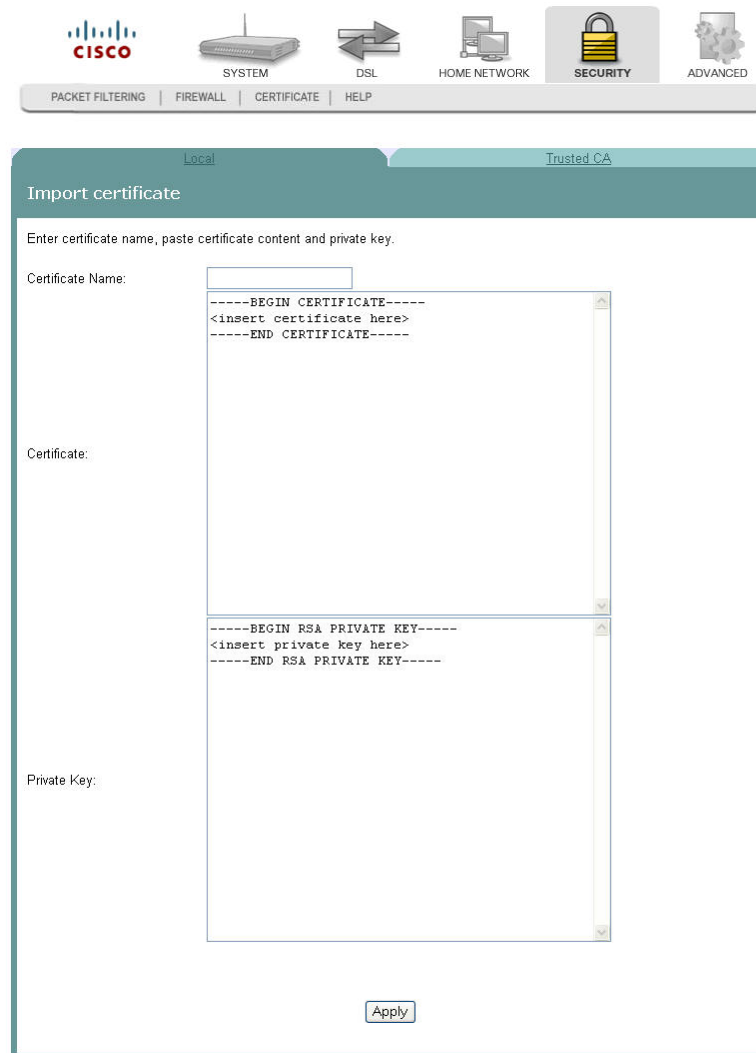 CISCO
SYSTEM
DSL
HOME NETWORK
SECURITY
ADVANCED
PACKET FILTERING | FIREWALL | CERTIFICATE | HELP
Local
Trusted CA
Import certificate
Enter certificate name, paste certificate content and private key.
Certificate Name:
-----BEGIN CERTIFICATE-----
<insert certificate here>
-----END CERTIFICATE-----
Certificate:
-----BEGIN RSA PRIVATE KEY-----
<insert private key here>
-----END RSA PRIVATE KEY-----
Private Key:
Apply